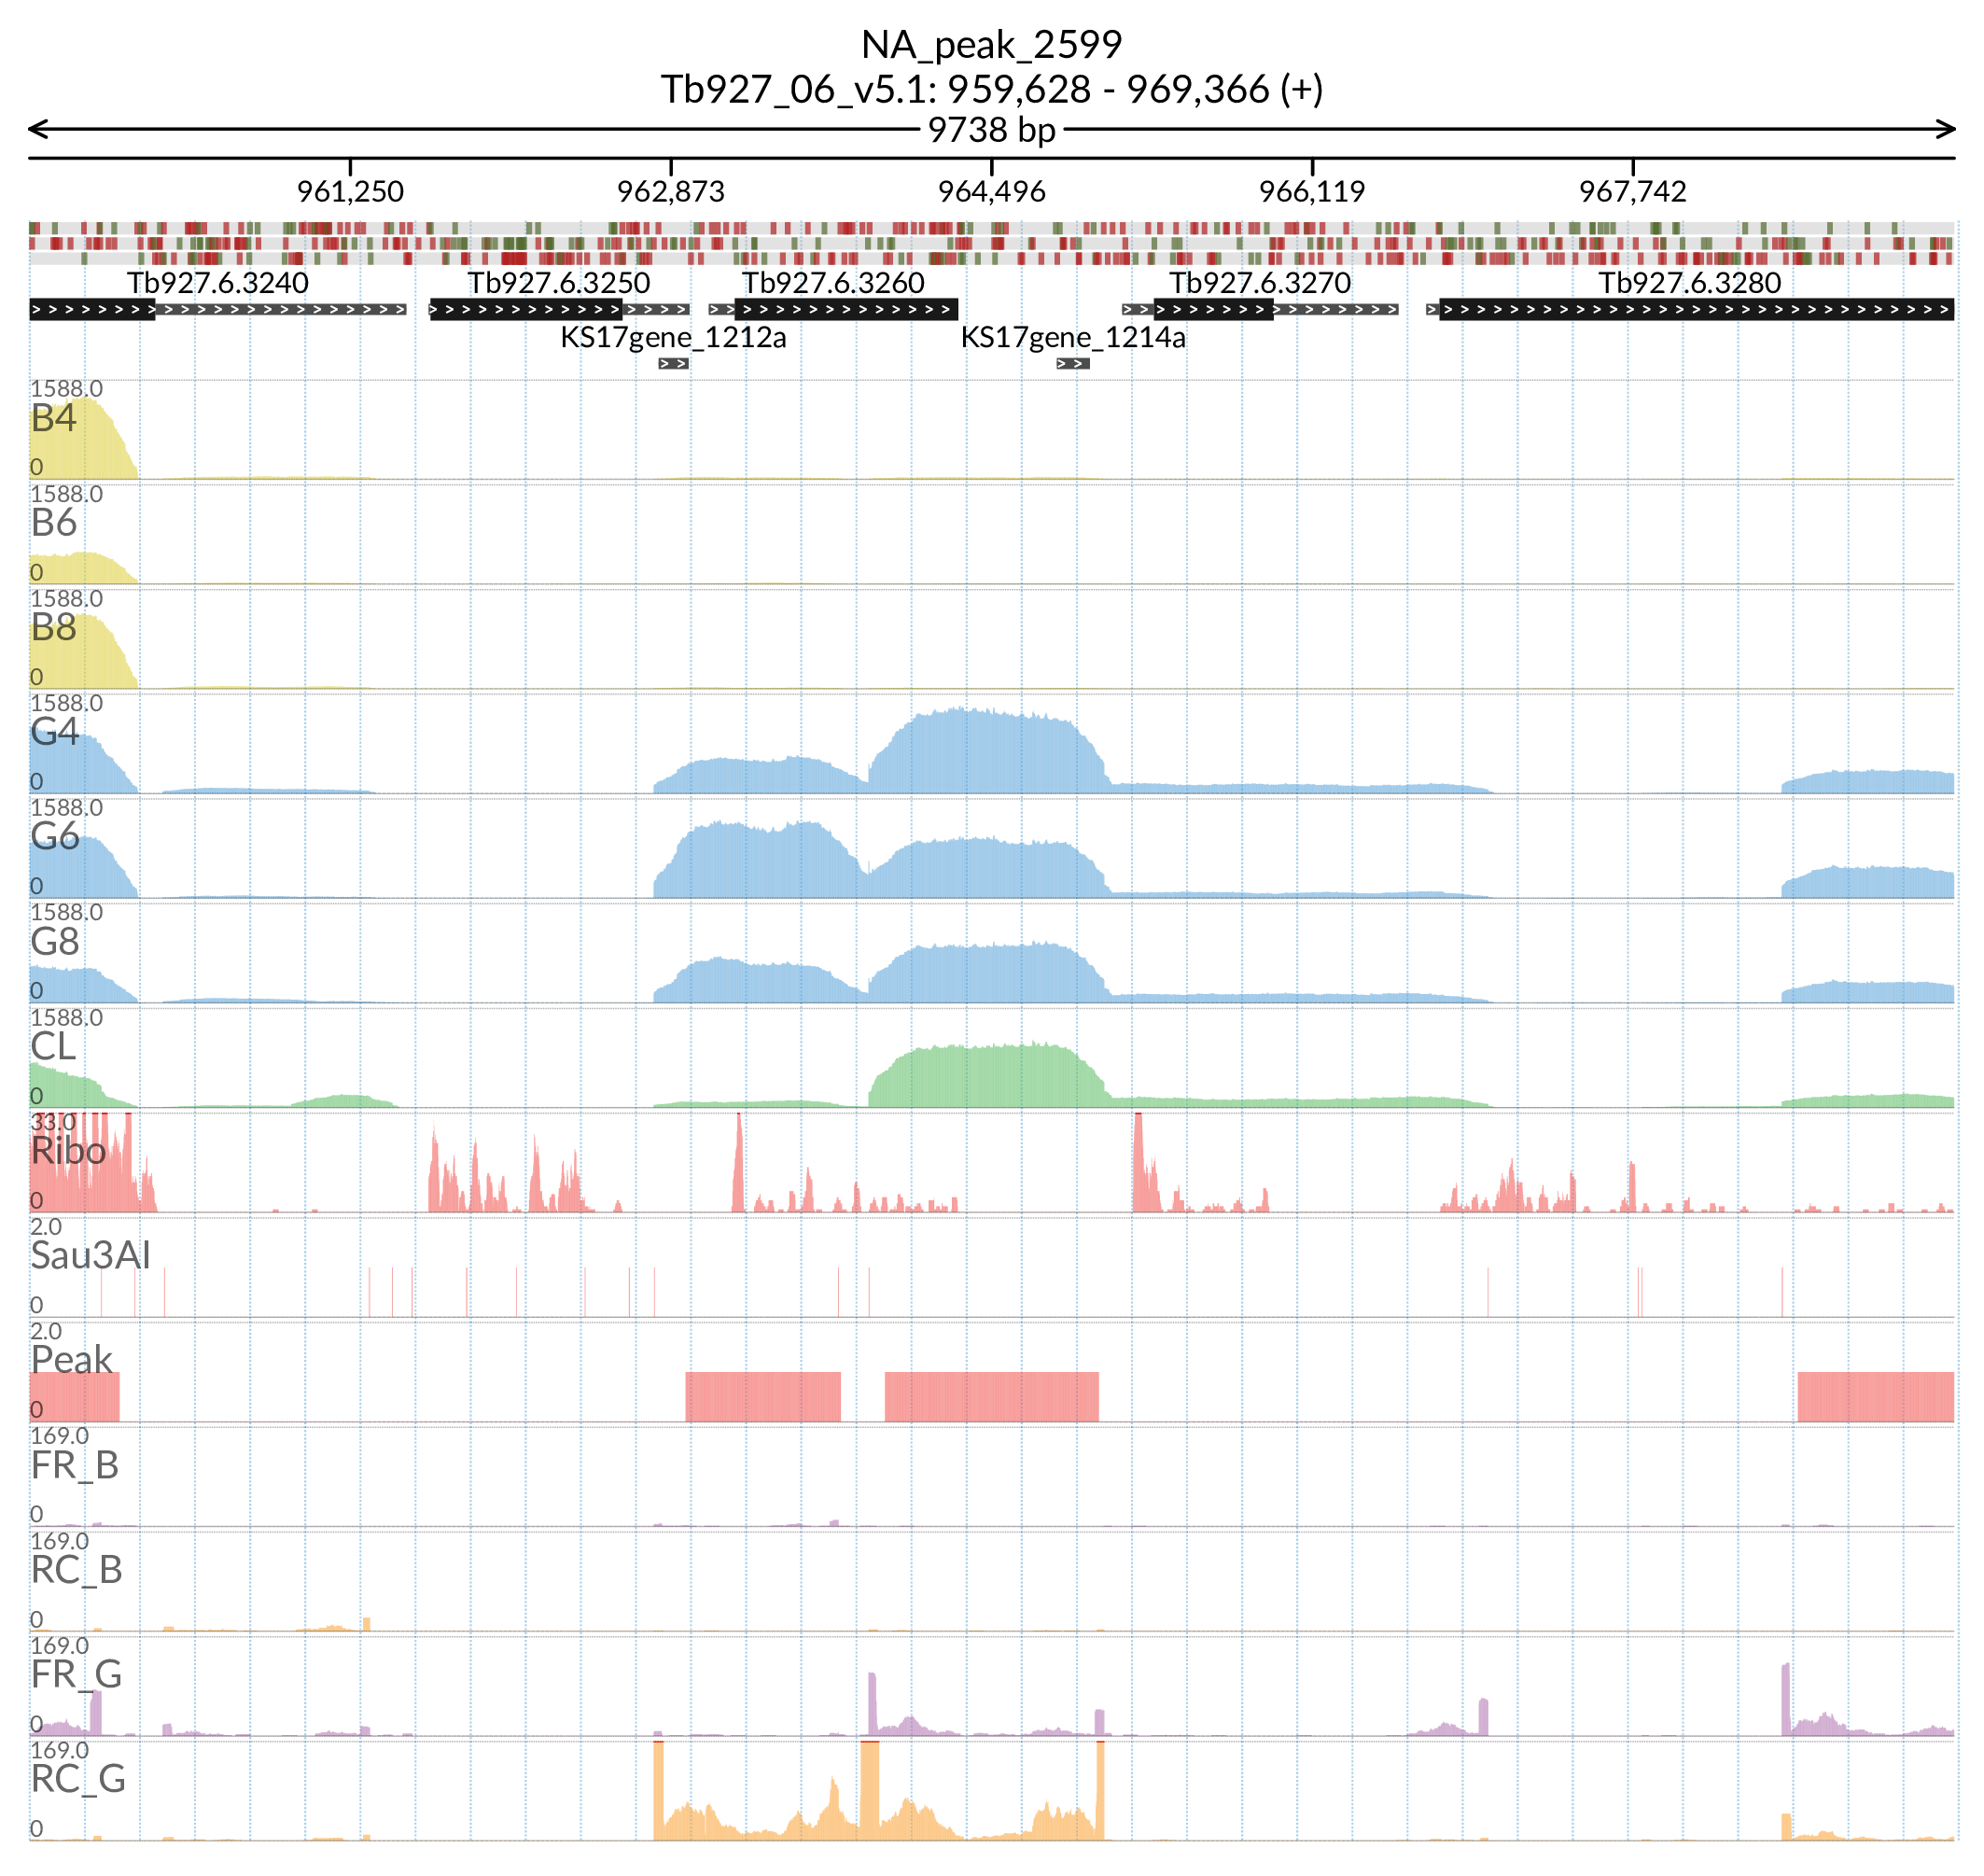 NA_peak_2599
Tb927_06_v5.1: 959,628 - 969,366 (+)
9738 bp
961,250 962,873 964,496 966,119 967,742
Tb927.6.3240 Tb927.6.3250 Tb927.6.3260 Tb927.6.3270 Tb927.6.3280
KS17gene_1212a KS17gene_1214a
1588.0
B4
0
1588.0
B6
0
1588.0
B8
0
1588.0
G4
0
1588.0
G6
0
1588.0
G8
0
1588.0
CL
0
33.0
Ribo
0
2.0
Sau3AI
0
2.0
Peak
0
169.0
FR_B
0
169.0
RC_B
0
169.0
FR_G
0
169.0
RC_G
0